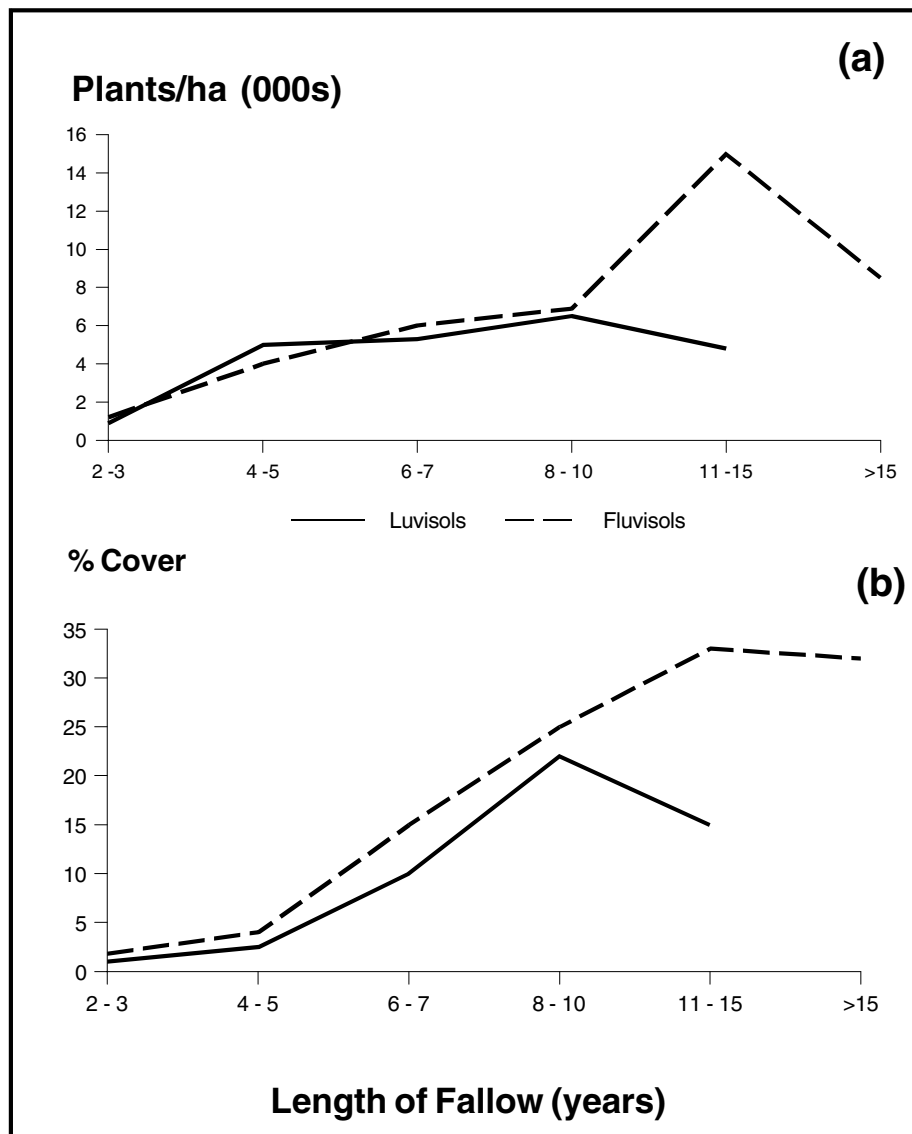 (a)
Plants/ha (000s)
16
14
12
10
8
6
4
2
0
2 -3 4 -5 6 -7 8 - 10 11 -15 >15
Luvisols Fluvisols
% Cover
(b)
35
30
25
20
15
10
5
0
2 - 3 4 - 5 6 - 7 8 - 10 11 - 15 >15
Length of Fallow (years)